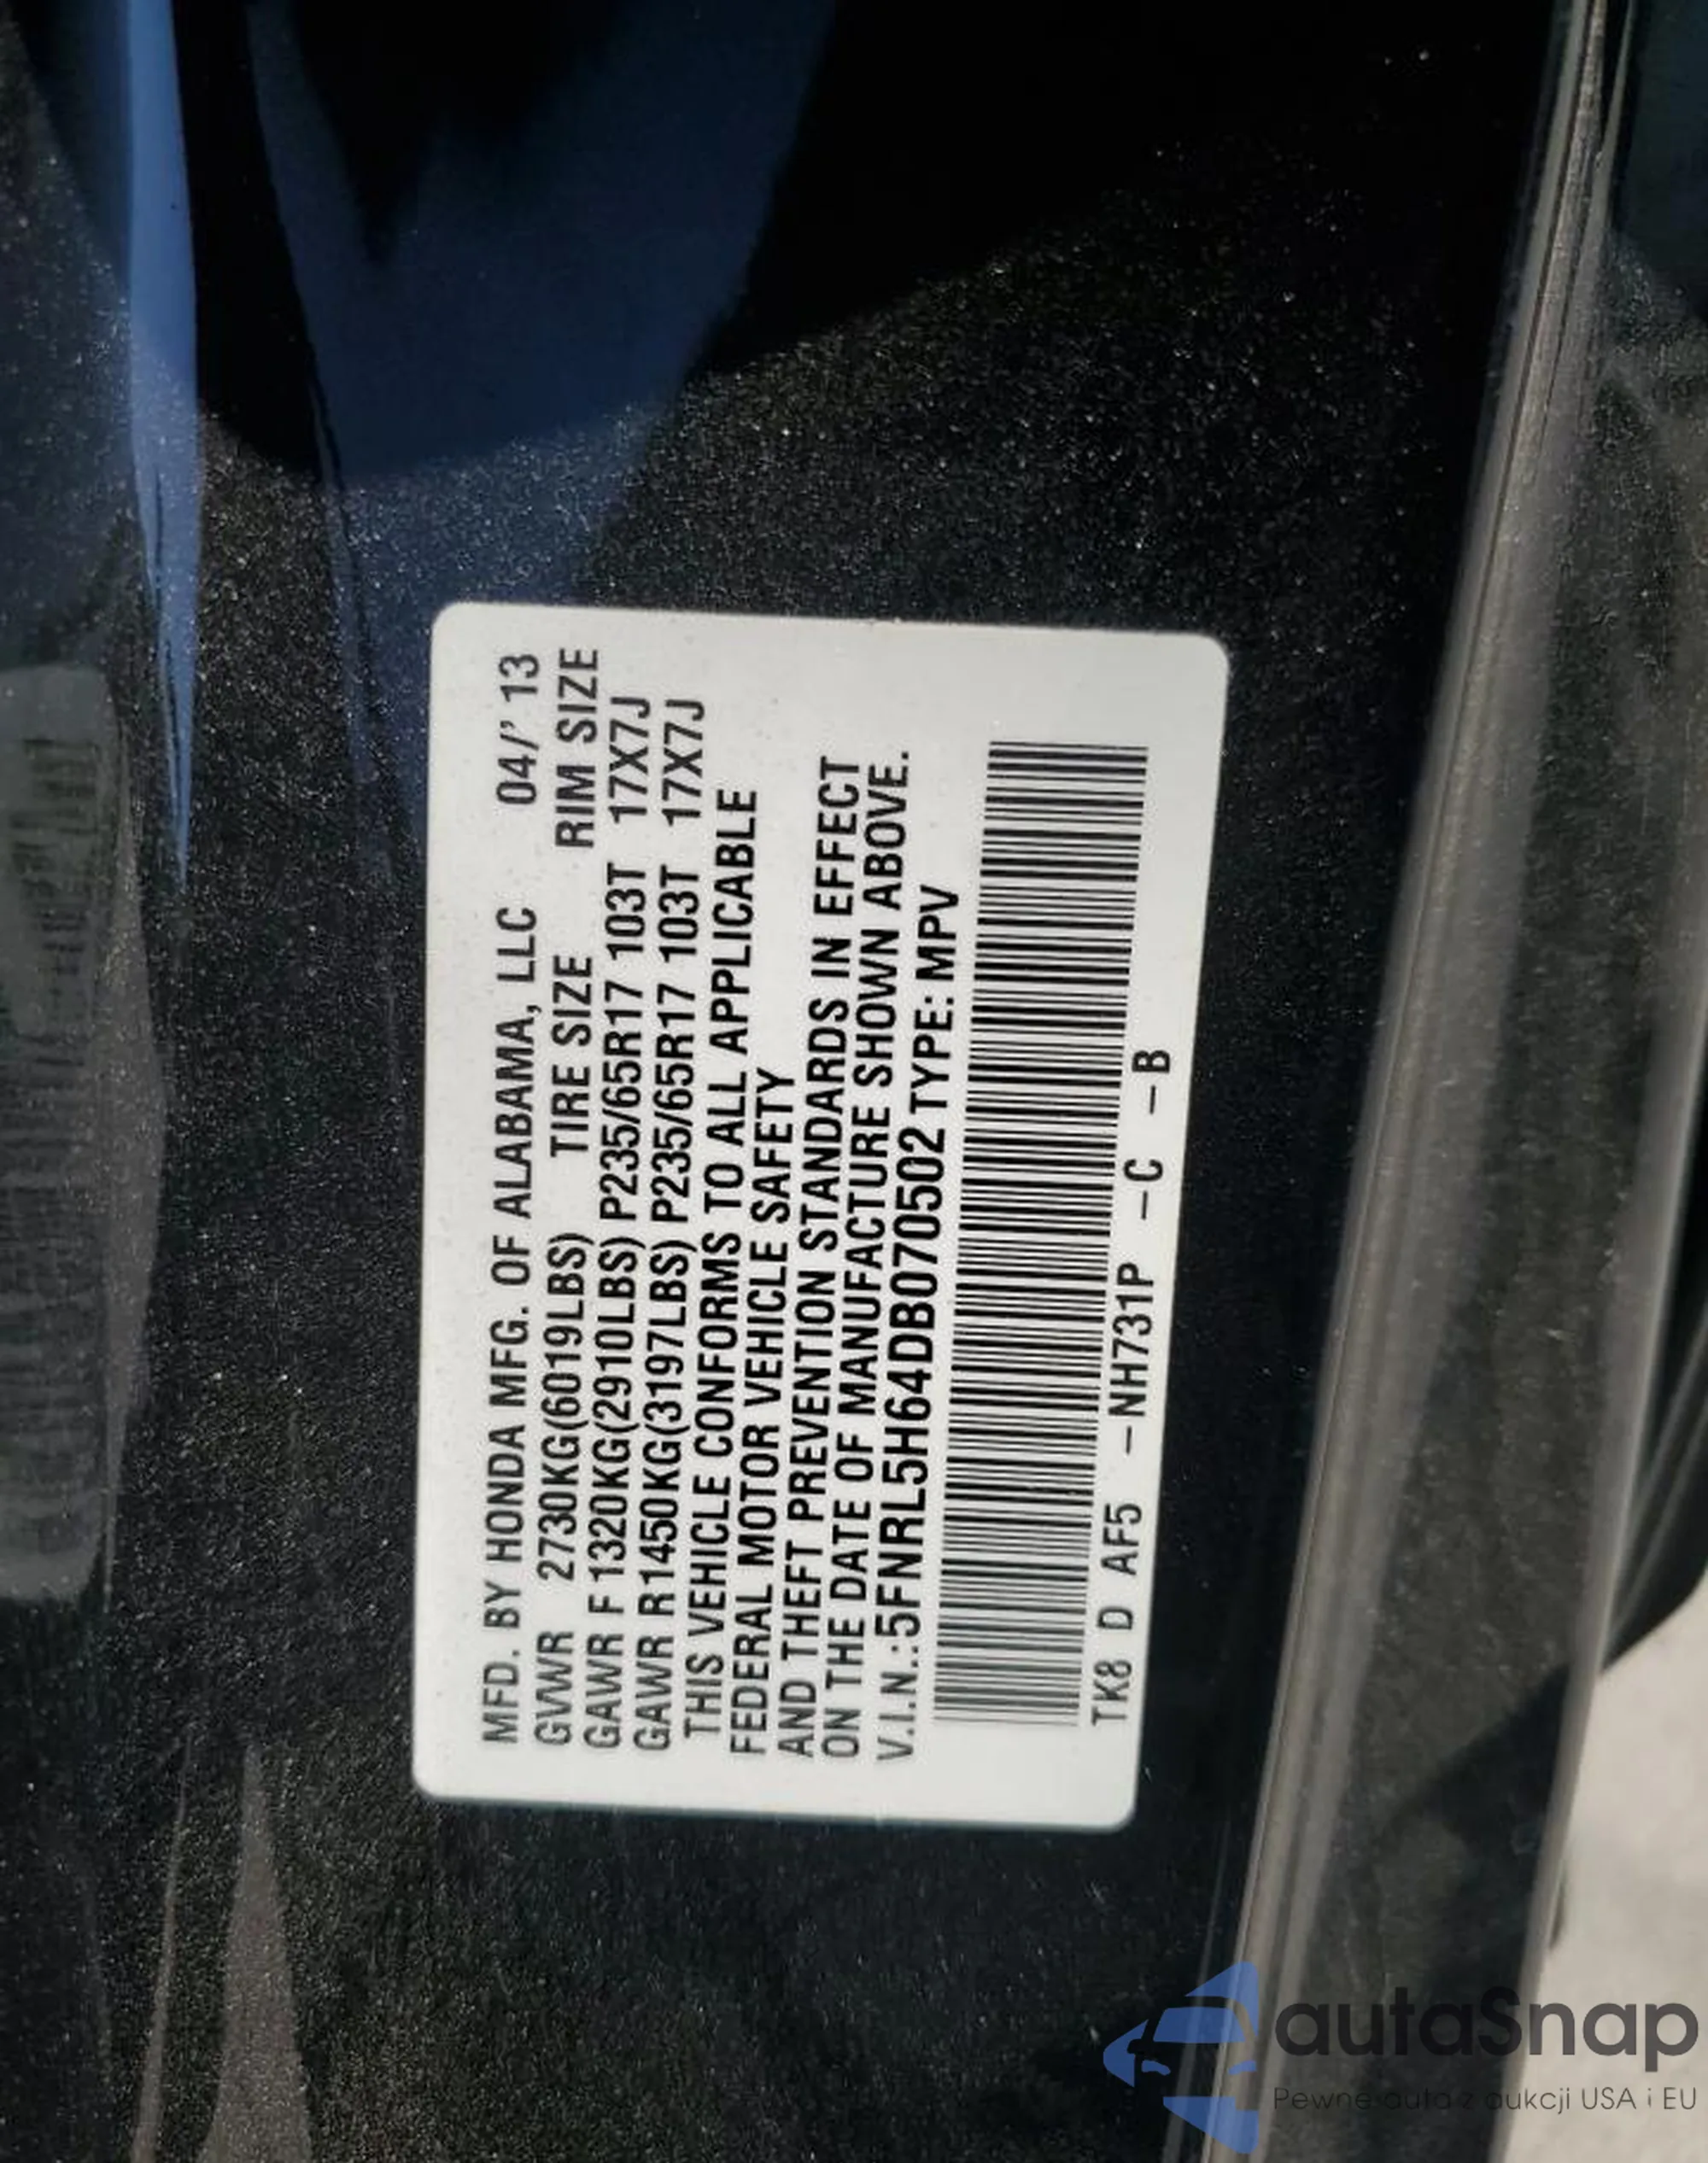 MFD. BY HONDA MFG. OF ALABAMA, LLC 04/' 13
GVWR 2730KG(6019LBS) TIRE SIZE RIM SIZE
GAWR F 1320KG(2910LBS) P235/65R17 103T 17X7J
GAWR R1450KG(3197LBS) P235/65R17 103T 17X7J
THIS VEHICLE CONFORMS TO ALL APPLICABLE
FEDERAL MOTOR VEHICLE SAFETY
AND THEFT PREVENTION STANDARDS IN EFFECT
ON THE DATE OF MANUFACTURE SHOWN ABOVE.
V.I.N.:5FNRL5H64DB070502 TYPE: MPV
TK8 D AF5 -NH731P -C -B
autaSnap
Pewne auta z aukcji USA i EU